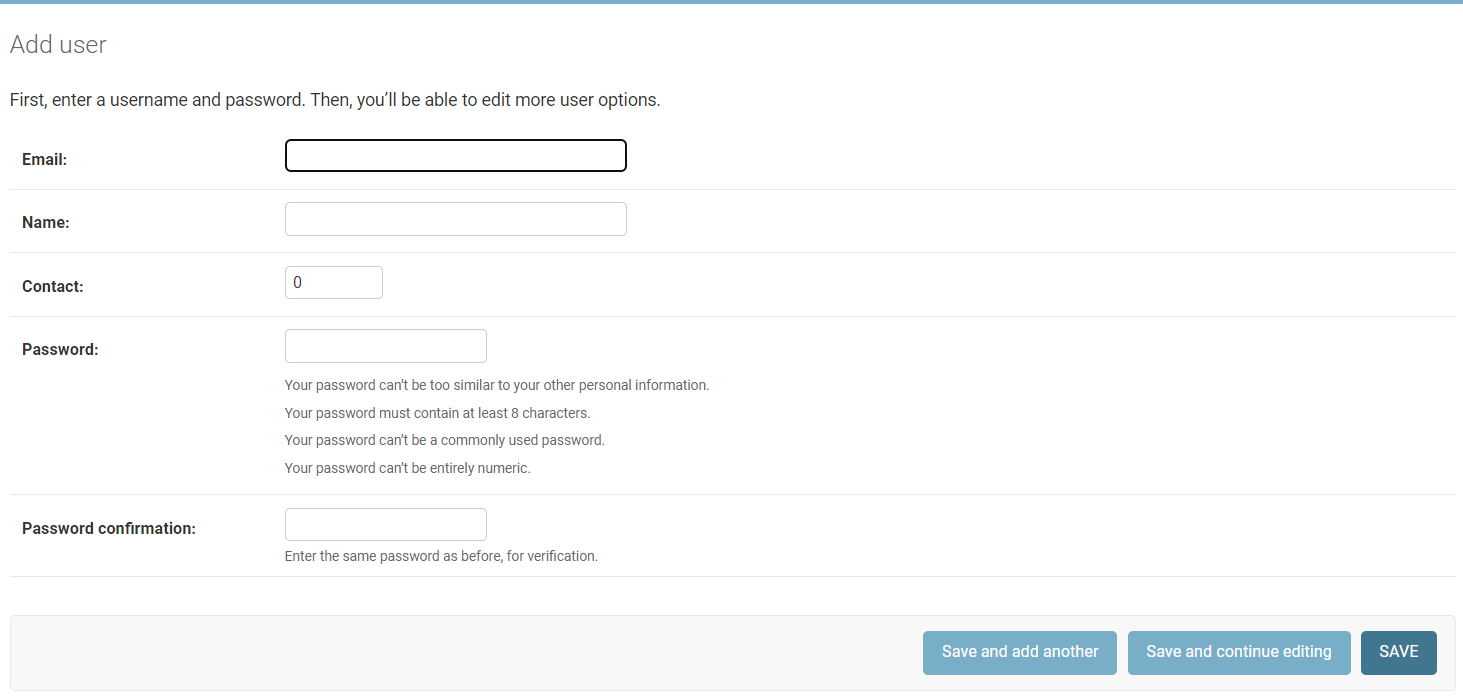 Add user
First, enter a username and password. Then, you’ll be able to edit more user options.
Email:
Name:
Contact:
0
Password:
Your password can’t be too similar to your other personal information.
Your password must contain at least 8 characters.
Your password can’t be a commonly used password.
Your password can’t be entirely numeric.
Password confirmation:
Enter the same password as before, for verification.
Save and add another
Save and continue editing
SAVE